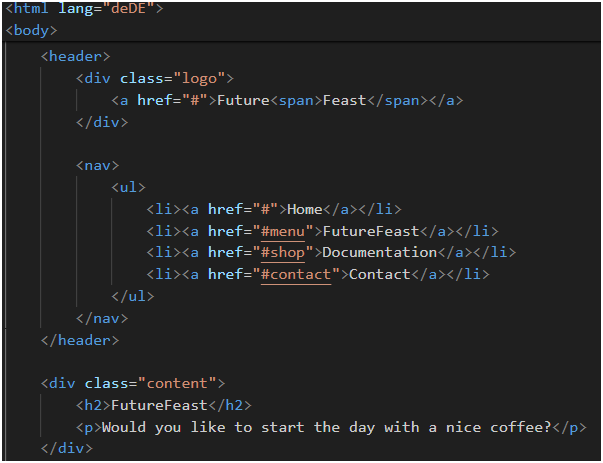 <html lang="deDE">
<body>
<header>
<div class="logo">
<a href="#">Future<span>Feast</span></a>
</div>
<nav>
<ul>
<li><a href="#">Home</a></li>
<li><a href="#menu">FutureFeast</a></li>
<li><a href="#shop">Documentation</a></li>
<li><a href="#contact">Contact</a></li>
</ul>
</nav>
</header>
<div class="content">
<h2>FutureFeast</h2>
<p>Would you like to start the day with a nice coffee?</p>
</div>